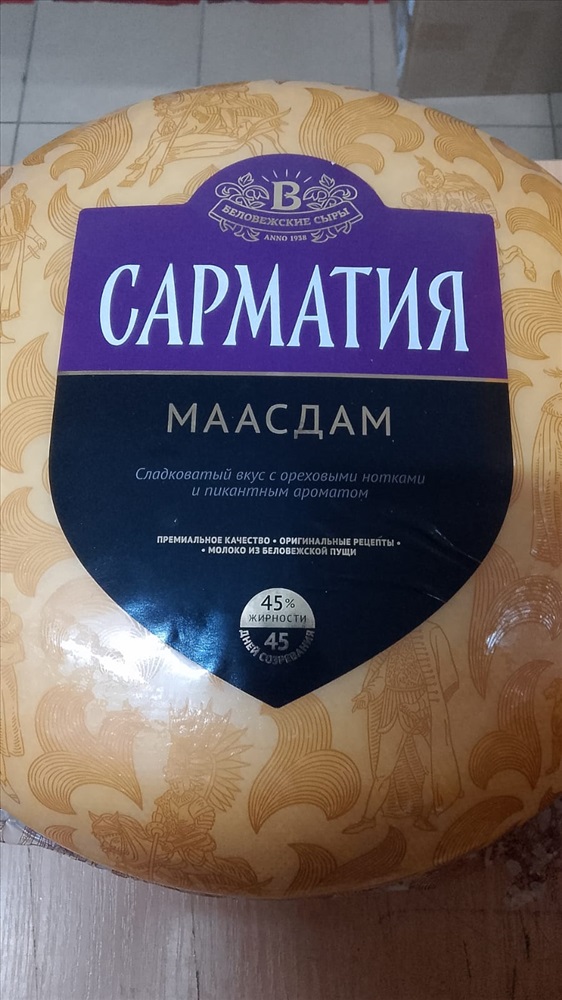 В
БЕЛОВЕЖСКИЕ СЫРЫ
ANNO 1938
САРМАТИЯ
МААСДАМ
Сладковатый вкус с ореховыми нотками
и пикантным ароматом
ПРЕМИАЛЬНОЕ КАЧЕСТВО • ОРИГИНАЛЬНЫЕ РЕЦЕПТЫ •
• МОЛОКО ИЗ БЕЛОВЕЖСКОЙ ПУЩИ
45%
ЖИРНОСТИ
45
ДНЕЙ СОЗРЕВАНИЯ